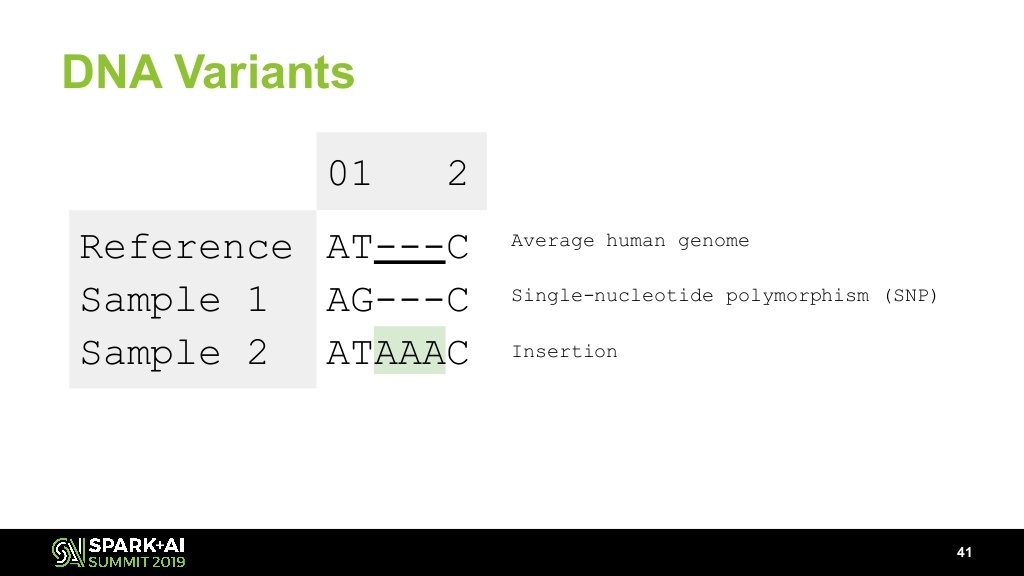 DNA Variants
01   2
Reference AT---C Average human genome
Sample 1 AG---C Single-nucleotide polymorphism (SNP)
Sample 2 ATAAAC Insertion
SPARK+AI
SUMMIT 2019
41